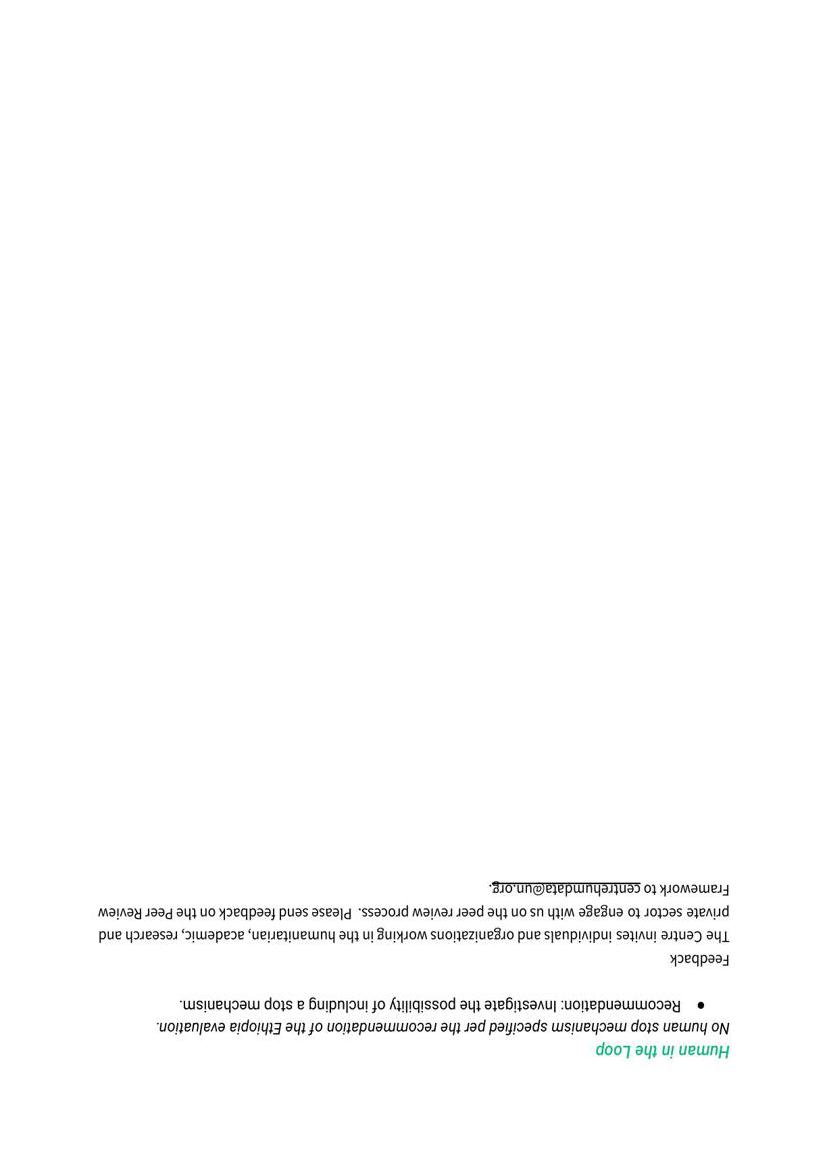 Human in the Loop
No human stop mechanism specified per the recommendation of the Ethiopia evaluation.
● Recommendation: Investigate the possibility of including a stop mechanism.
Feedback
The Centre invites individuals and organizations working in the humanitarian, academic, research and
private sector to engage with us on the peer review process. Please send feedback on the Peer Review
Framework to centrehumdata@un.org.